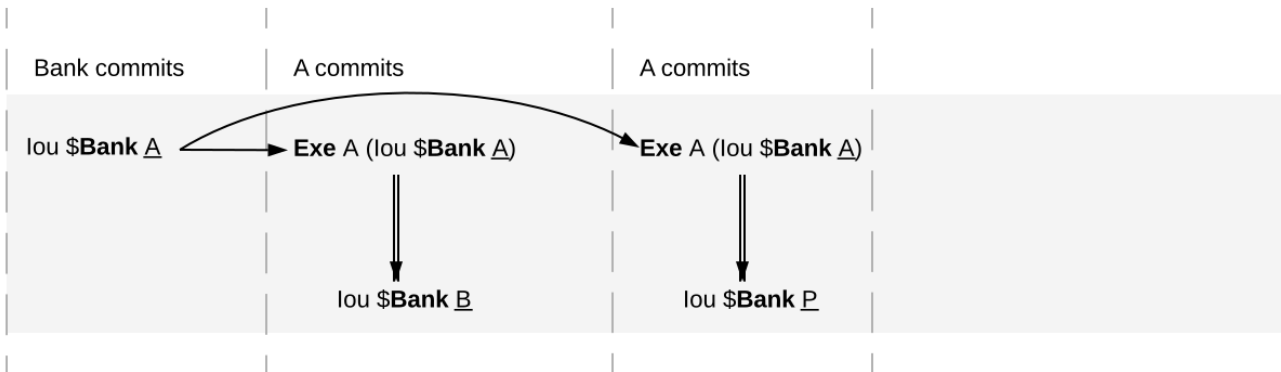 Bank commits
A commits
A commits
Iou $Bank A
Exe A (Iou $Bank A)
Exe A (Iou $Bank A)
Iou $Bank B
Iou $Bank P